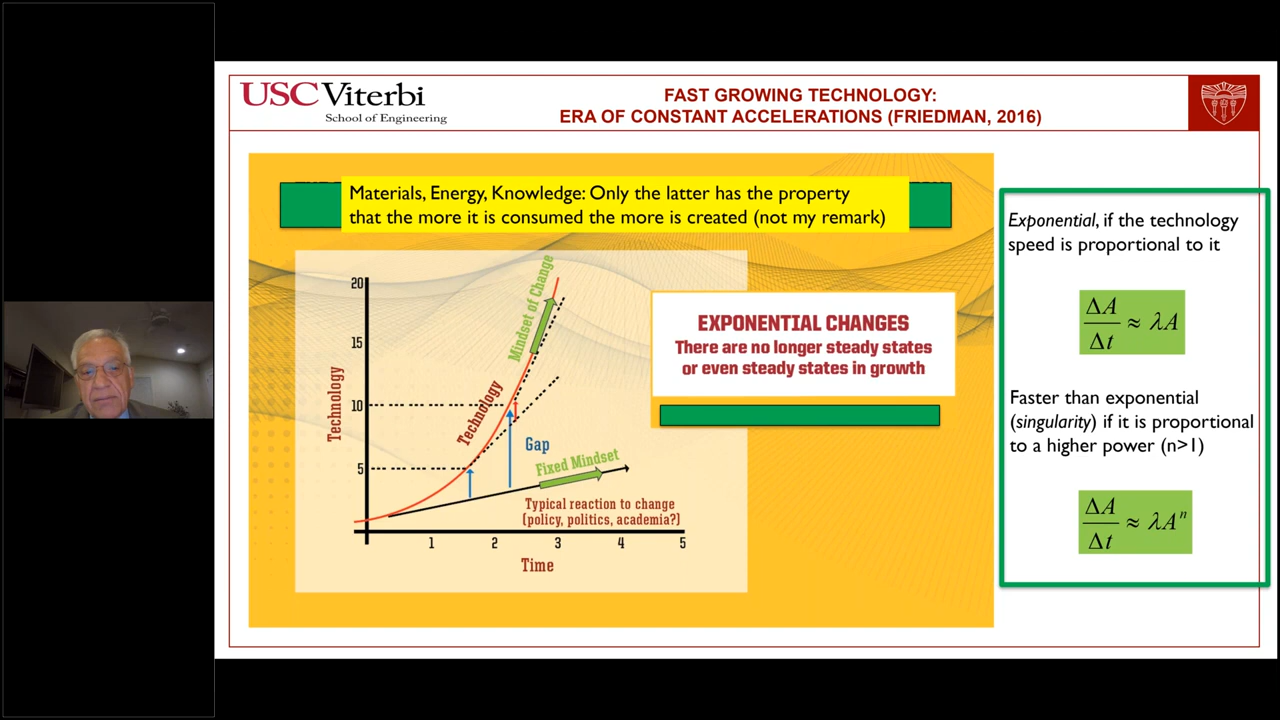 USC Viterbi
School of Engineering
FAST GROWING TECHNOLOGY:
ERA OF CONSTANT ACCELERATIONS (FRIEDMAN, 2016)
Materials, Energy, Knowledge: Only the latter has the property
that the more it is consumed the more is created (not my remark)
20
15
10
5
Technology
Technology
Mindset of Change
Gap
Fixed Mindset
Typical reaction to change
(policy, politics, academia?)
1 2 3 4 5
Time
EXPONENTIAL CHANGES
There are no longer steady states
or even steady states in growth
Exponential, if the technology
speed is proportional to it
ΔA/Δt ≈ λA
Faster than exponential
(singularity) if it is proportional
to a higher power (n>1)
ΔA/Δt ≈ λAⁿ